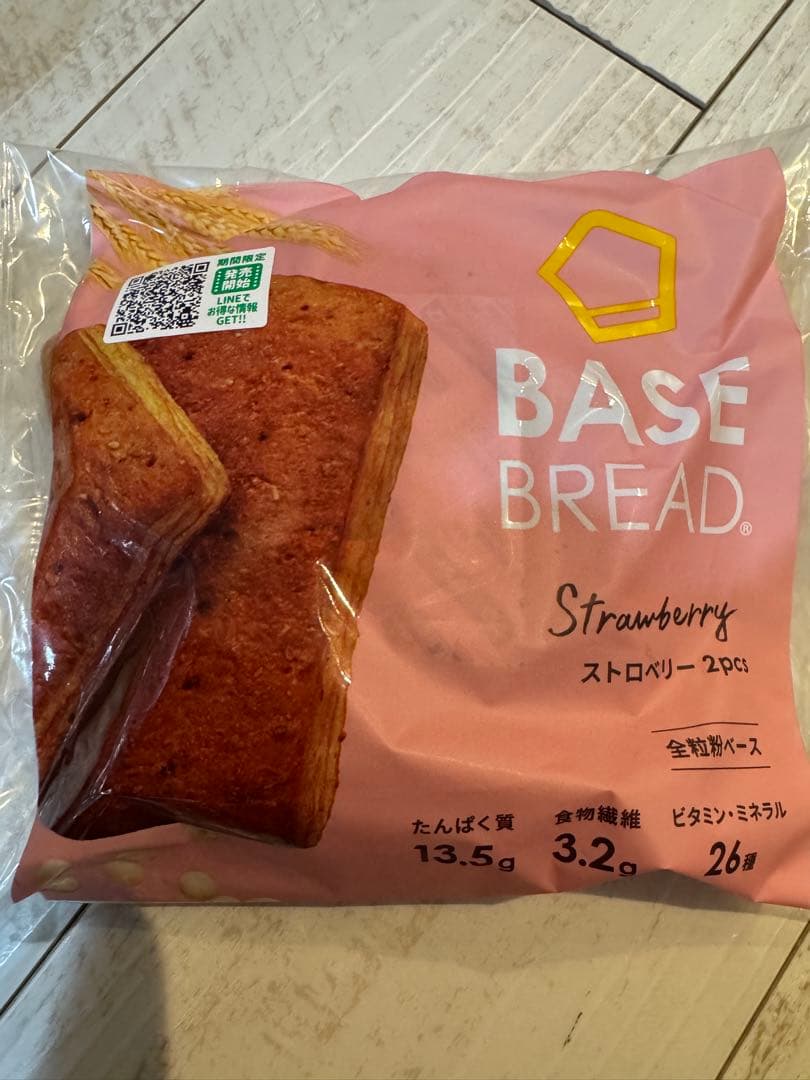 期間限定
発売
開始
LINEで
お得な情報
GET!!
BASE
BREAD®
Strawberry
ストロベリー 2pcs
全粒粉ベース
たんぱく質
13.5g
食物繊維
3.2g
ビタミン・ミネラル
26種